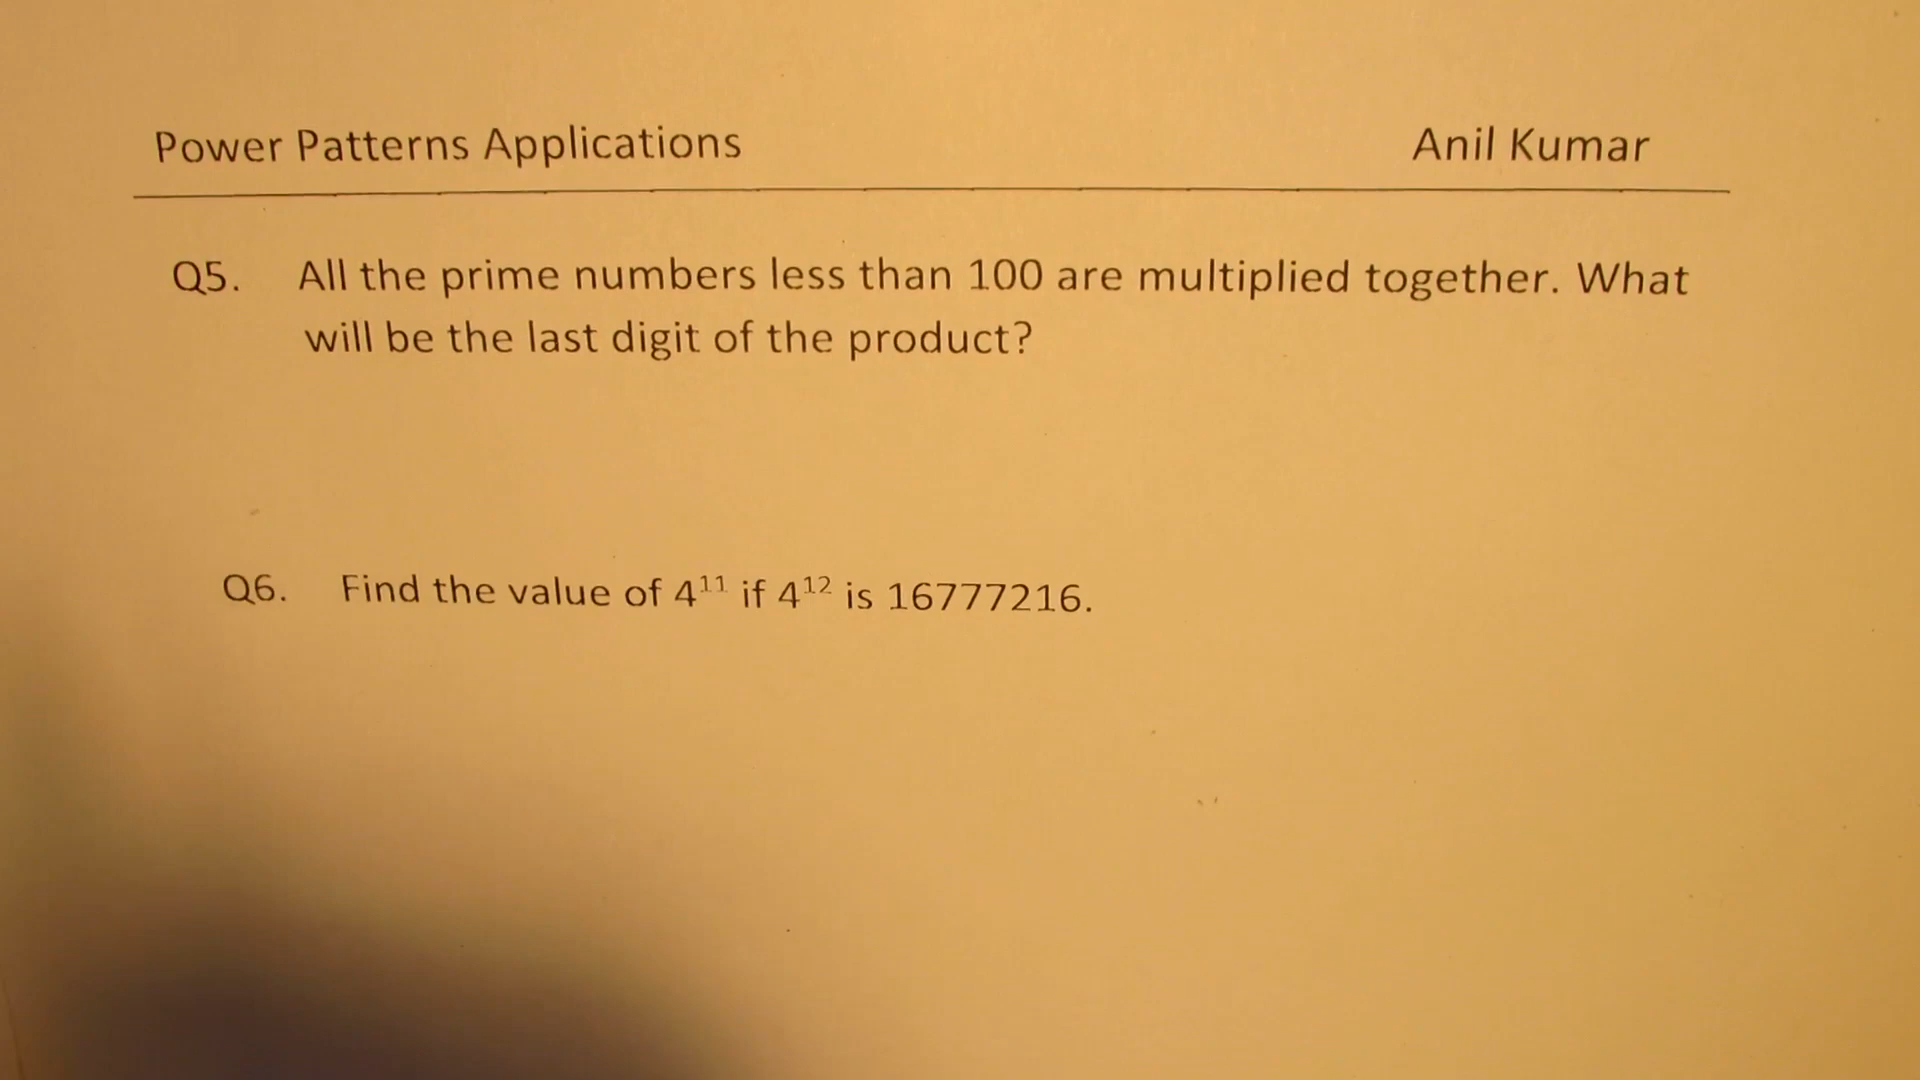 Power Patterns Applications Anil Kumar
Q5. All the prime numbers less than 100 are multiplied together. What
will be the last digit of the product?
Q6. Find the value of 4¹¹ if 4¹² is 16777216.